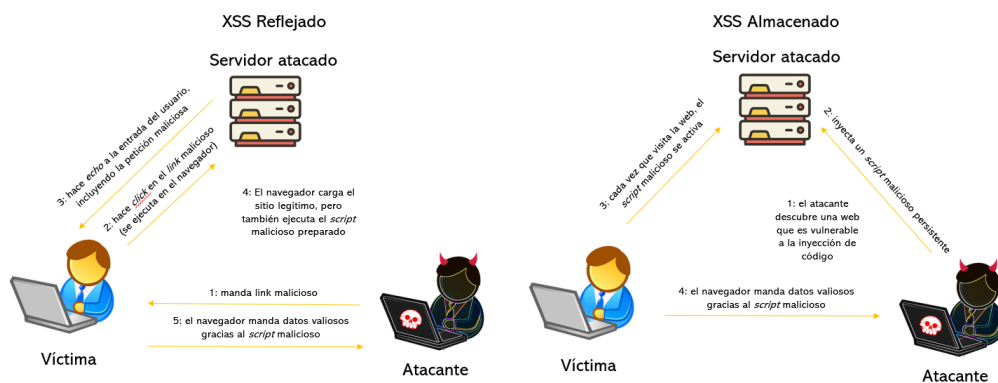 XSS Reflejado
Servidor atacado
3: hace echo a la entrada del usuario,
incluyendo la petición maliciosa
2: hace click en el link malicioso
(se ejecuta en el navegador)
4: El navegador carga el
sitio legítimo, pero
también ejecuta el script
malicioso preparado
1: manda link malicioso
5: el navegador manda datos valiosos
gracias al script malicioso
Víctima
Atacante
XSS Almacenado
Servidor atacado
3: cada vez que visita la web, el
script malicioso se activa
2: inyecta un script malicioso persistente
1: el atacante
descubre una web
que es vulnerable
a la inyección de
código
4: el navegador manda datos valiosos
gracias al script malicioso
Víctima
Atacante